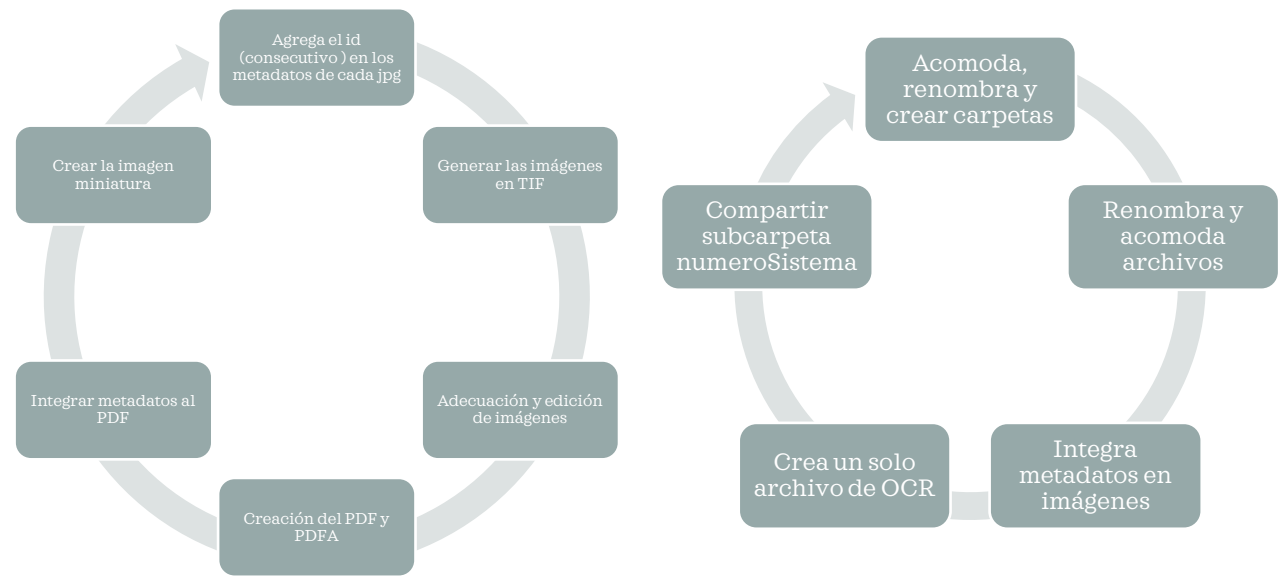 Agrega el id
(consecutivo ) en los
metadatos de cada jpg
Generar las imágenes
en TIF
Adecuación y edición
de imágenes
Creación del PDF y
PDFA
Integrar metadatos al
PDF
Crear la imagen
miniatura
Acomoda,
renombra y
crear carpetas
Renombra y
acomoda
archivos
Integra
metadatos en
imágenes
Crea un solo
archivo de OCR
Compartir
subcarpeta
numeroSistema